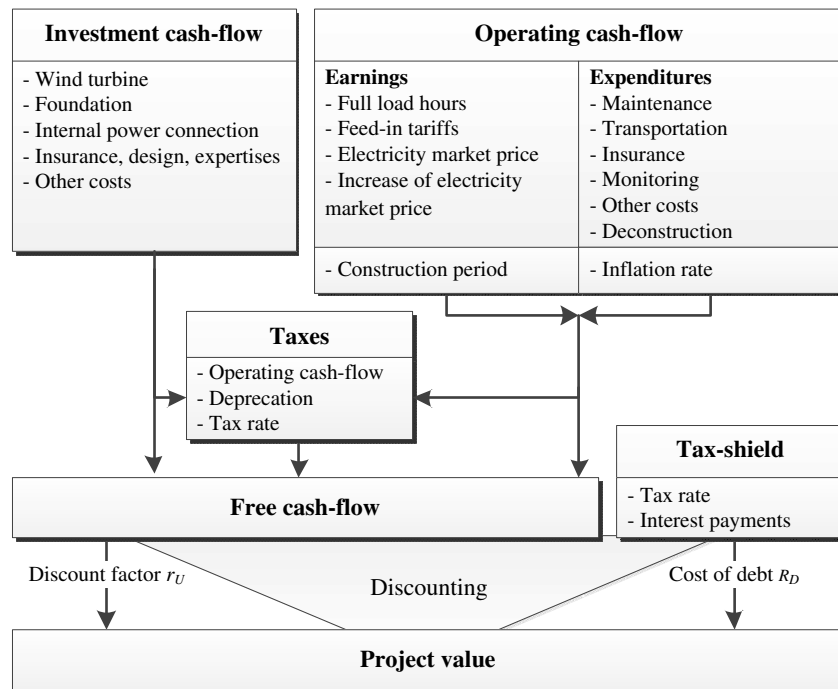 Investment cash-flow
- Wind turbine
- Foundation
- Internal power connection
- Insurance, design, expertises
- Other costs
Operating cash-flow
Earnings
- Full load hours
- Feed-in tariffs
- Electricity market price
- Increase of electricity
market price
- Construction period
Expenditures
- Maintenance
- Transportation
- Insurance
- Monitoring
- Other costs
- Deconstruction
- Inflation rate
Taxes
- Operating cash-flow
- Deprecation
- Tax rate
Tax-shield
- Tax rate
- Interest payments
Free cash-flow
Discount factor r_U
Discounting
Cost of debt R_D
Project value